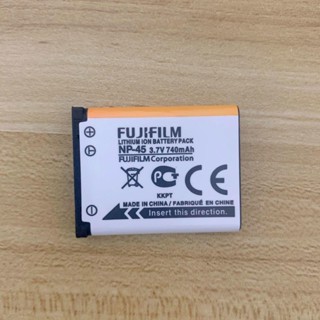 FUJIFILM
LITHIUM ION BATTERY PACK
NP-45 3.7V 740mAh
FUJIFILM Corporation
KKPT
Insert this direction.
MADE IN CHINA / FABRIQUÉ EN CHINE